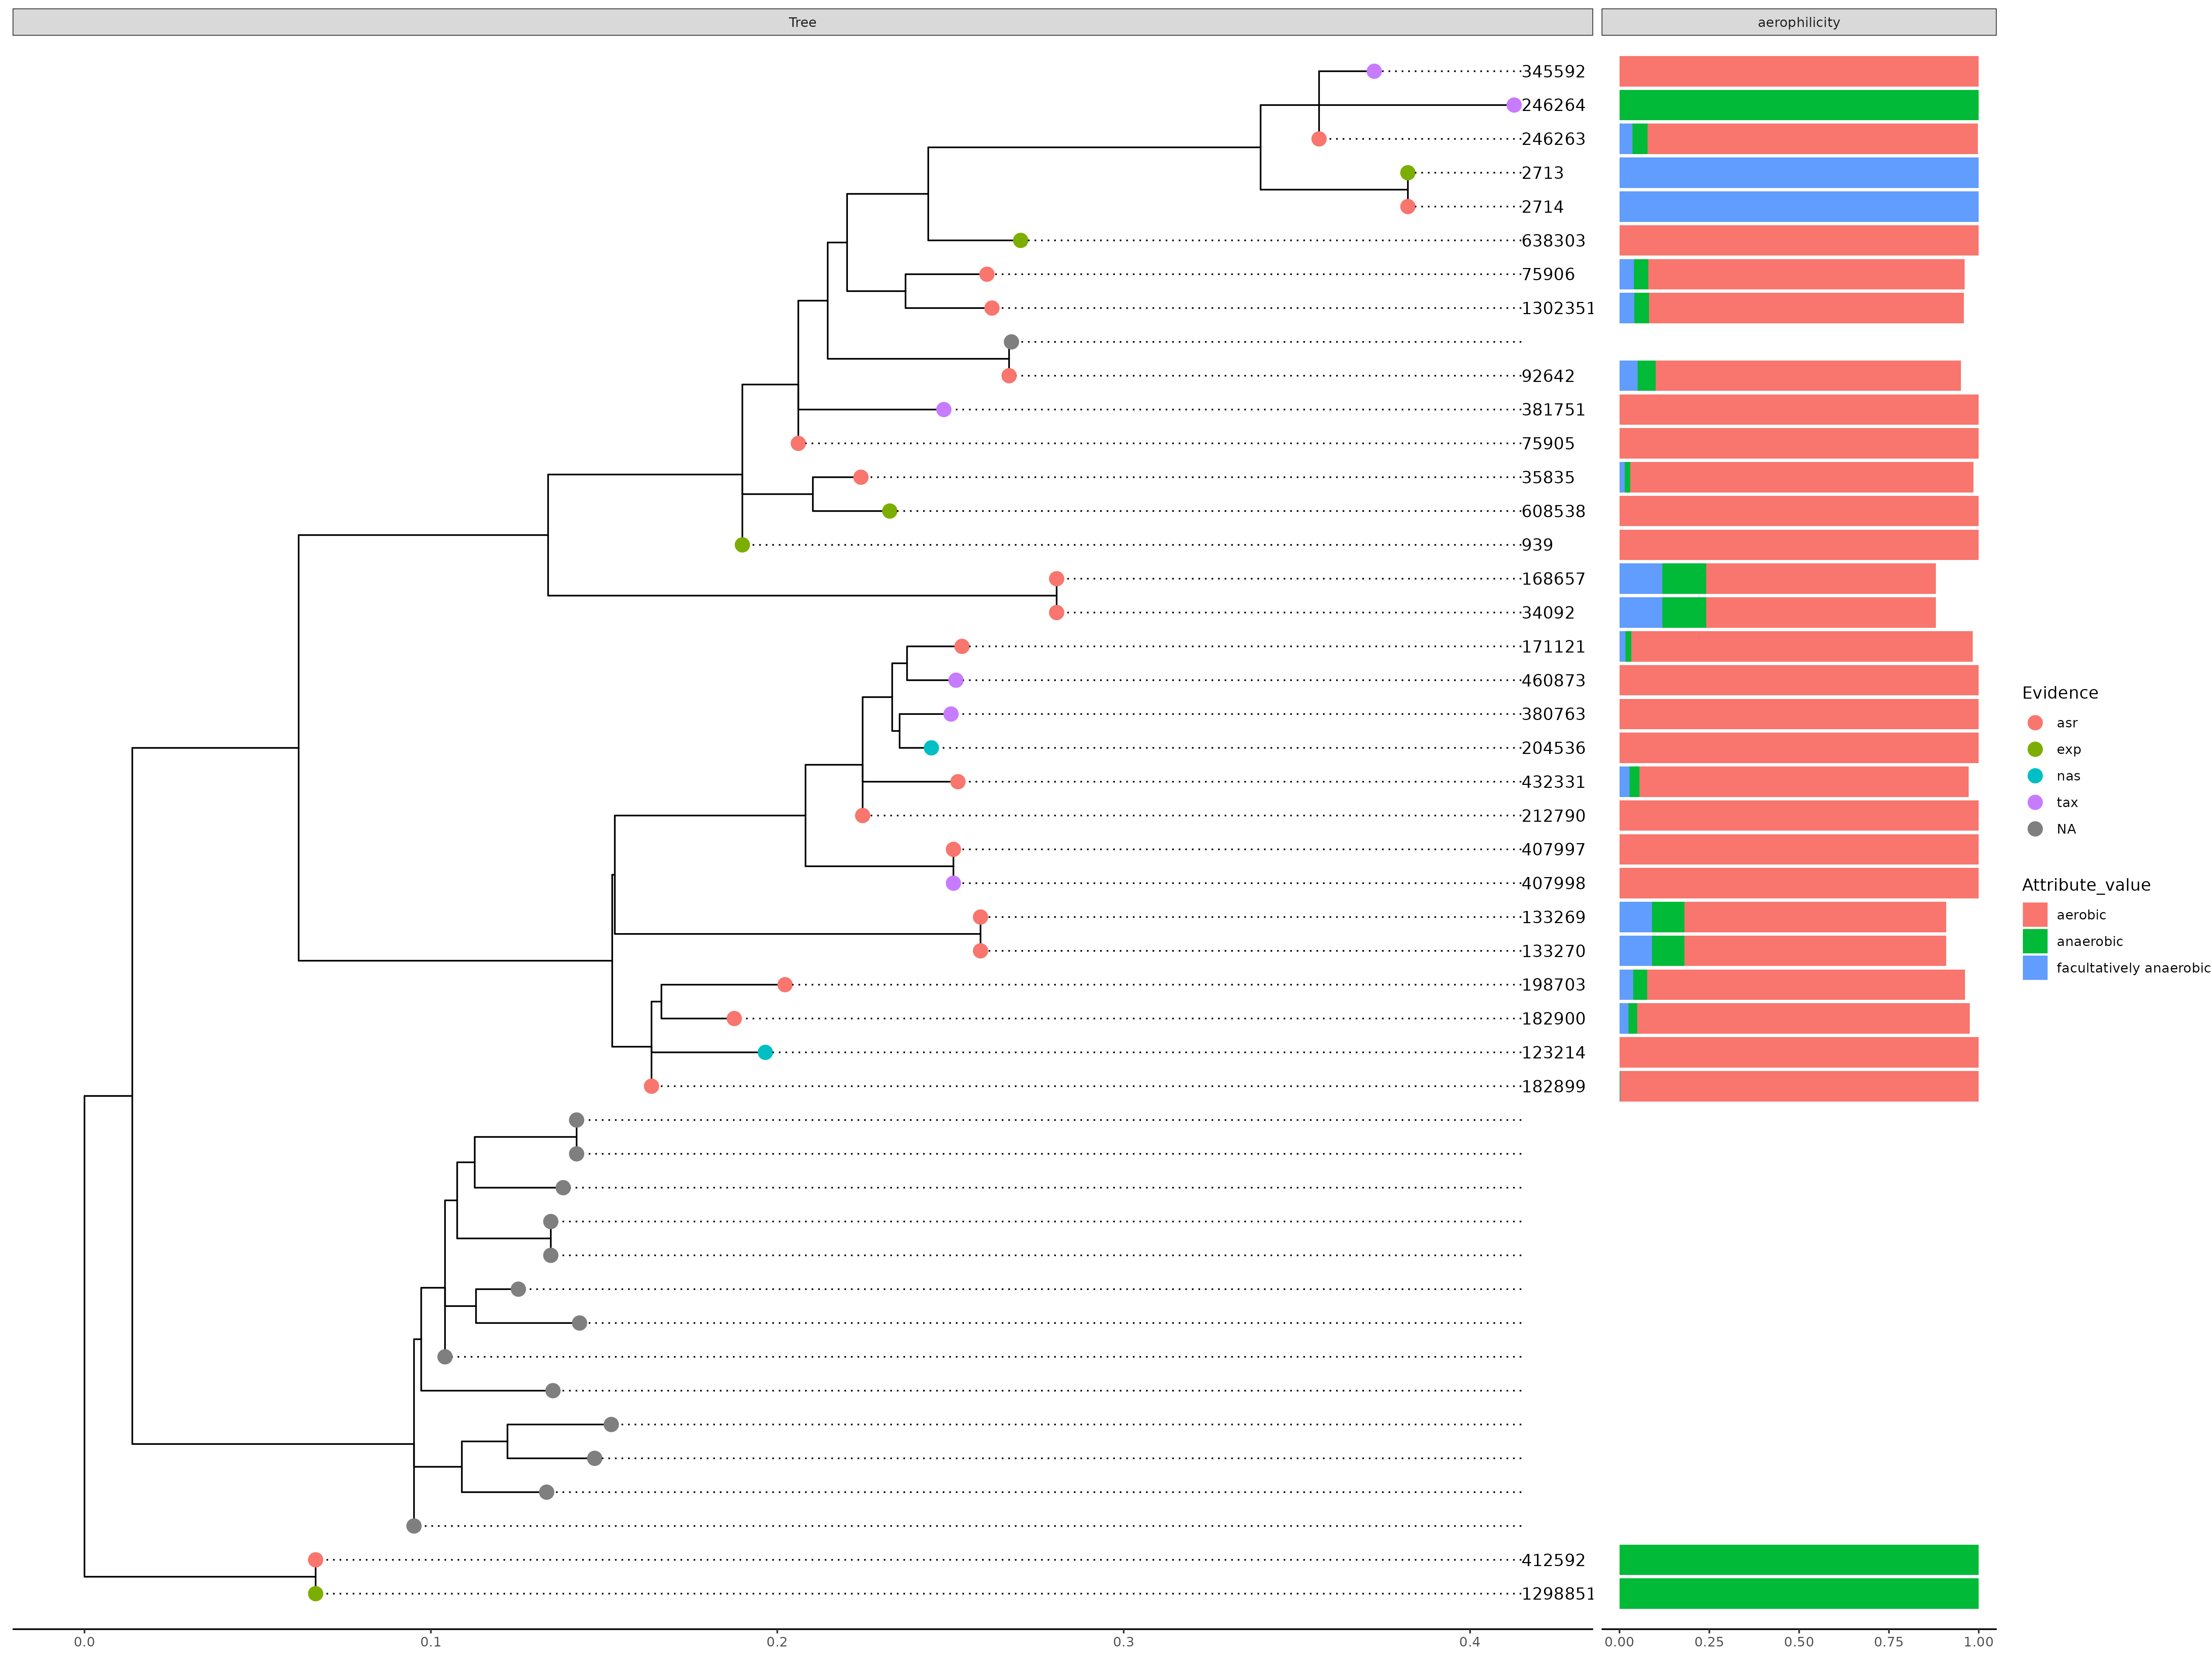 Tree
aerophilicity
345592
246264
246263
2713
2714
638303
75906
1302351
92642
381751
75905
35835
608538
939
168657
34092
171121
460873
380763
204536
432331
212790
407997
407998
133269
133270
198703
182900
123214
182899
412592
1298851
0.0 0.1 0.2 0.3 0.4
0.00 0.25 0.50 0.75 1.00
Evidence
asr
exp
nas
tax
NA
Attribute_value
aerobic
anaerobic
facultatively anaerobic